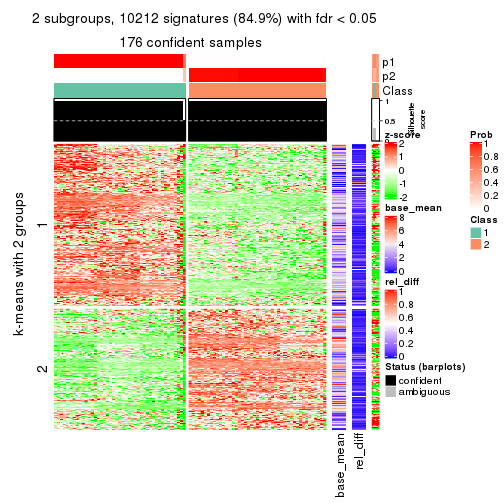 2 subgroups, 10212 signatures (84.9%) with fdr < 0.05
176 confident samples
p1
p2
Class
1
0.5
0
Silhouette
score
k-means with 2 groups
1
2
z-score
2
1
0
-1
-2
base_mean
8
6
4
2
0
rel_diff
1
0.8
0.6
0.4
0.2
0
Status (barplots)
confident
ambiguous
Prob
1
0.8
0.6
0.4
0.2
0
Class
1
2
base_mean
rel_diff